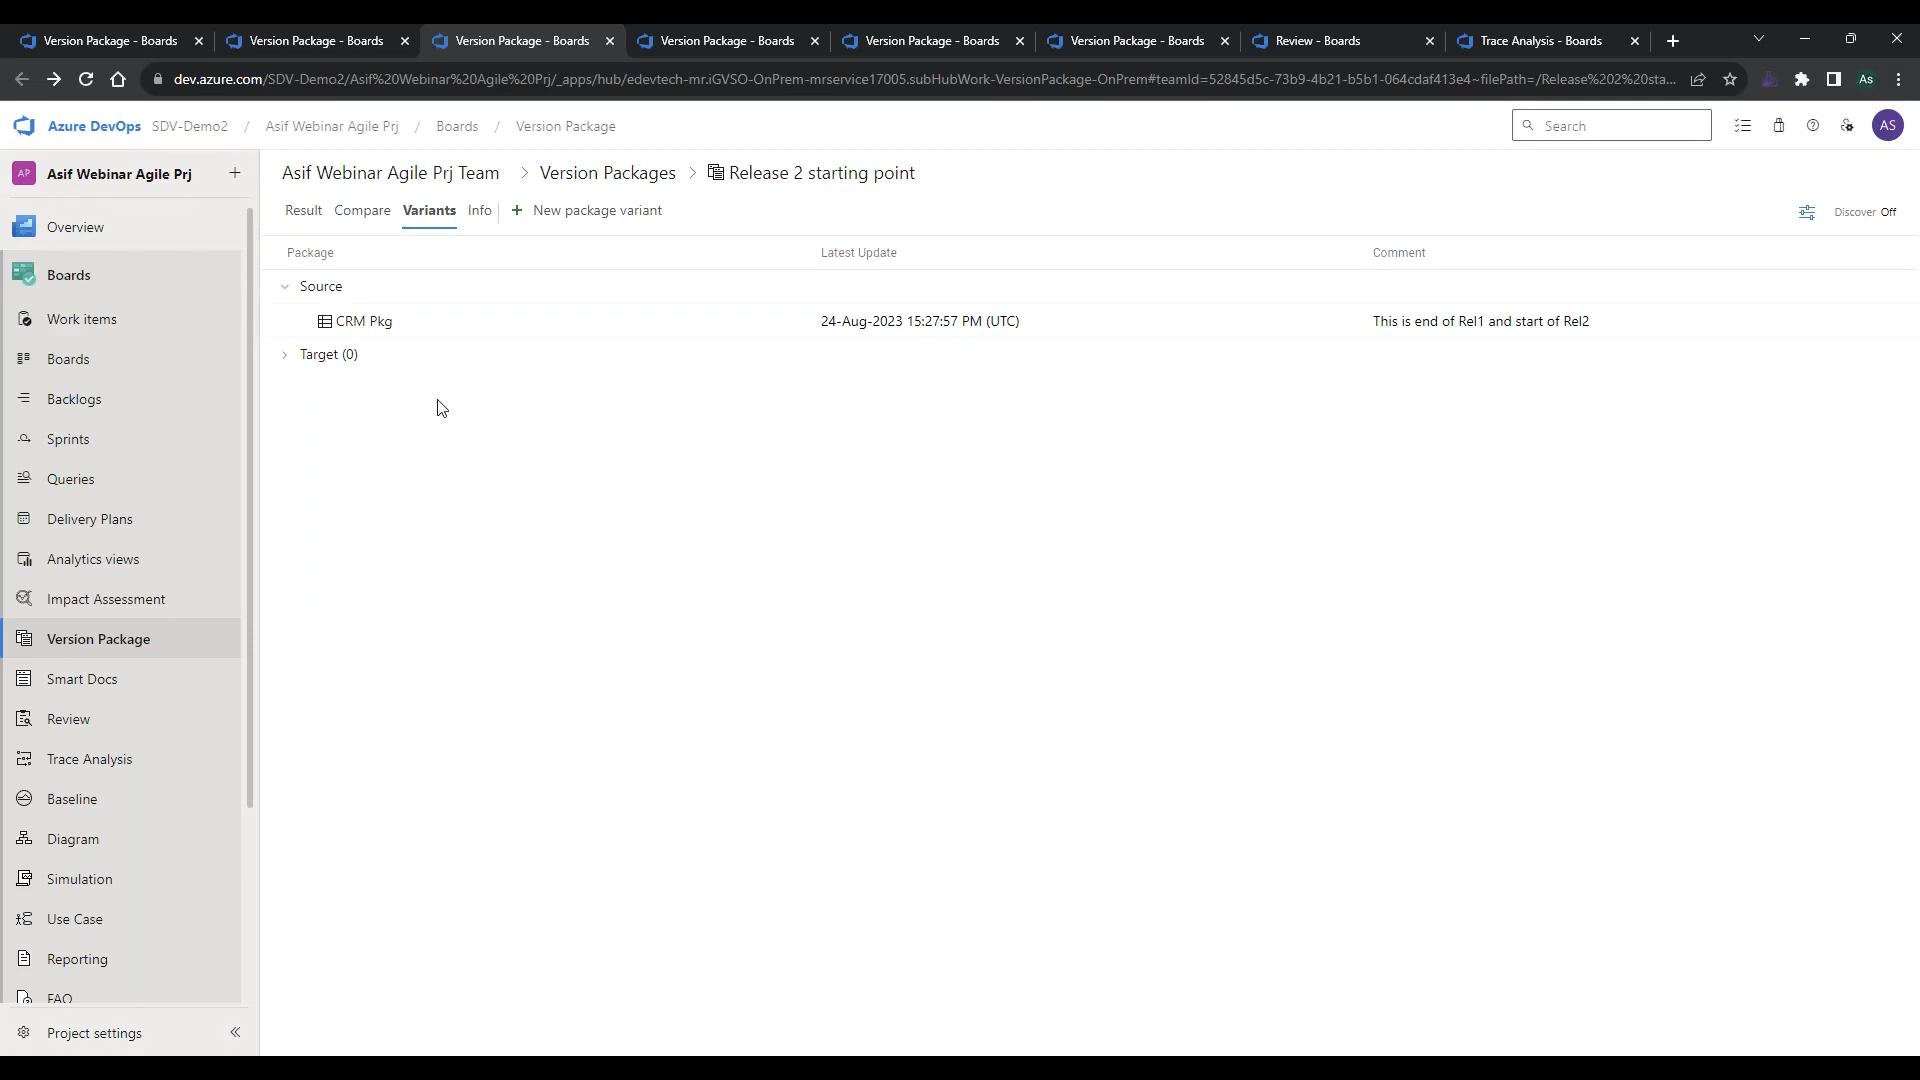 Version Package - Boards
Version Package - Boards
Version Package - Boards
Version Package - Boards
Version Package - Boards
Version Package - Boards
Review - Boards
Trace Analysis - Boards
dev.azure.com/SDV-Demo2/Asif%20Webinar%20Agile%20Prj/_apps/hub/edevtech-mr.iGVSO-OnPrem-mrservice17005.subHubWork-VersionPackage-OnPrem#teamId=52845d5c-73b9-4b21-b5b1-064cdaf413e4~filePath=/Release%202%20sta...
As
Azure DevOps SDV-Demo2 / Asif Webinar Agile Prj / Boards / Version Package
Search
AS
AP Asif Webinar Agile Prj +
Overview
Boards
Work items
Boards
Backlogs
Sprints
Queries
Delivery Plans
Analytics views
Impact Assessment
Version Package
Smart Docs
Review
Trace Analysis
Baseline
Diagram
Simulation
Use Case
Reporting
FAQ
Project settings
Asif Webinar Agile Prj Team > Version Packages > Release 2 starting point
Result Compare Variants Info + New package variant
Discover Off
Package Latest Update Comment
Source
CRM Pkg 24-Aug-2023 15:27:57 PM (UTC) This is end of Rel1 and start of Rel2
Target (0)